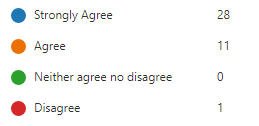 Strongly Agree 28
Agree 11
Neither agree no disagree 0
Disagree 1